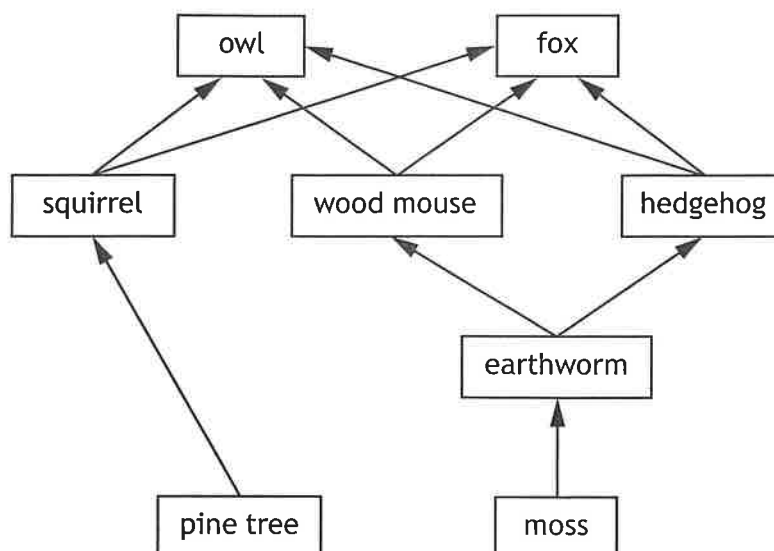 owl
fox
squirrel
wood mouse
hedgehog
earthworm
pine tree
moss